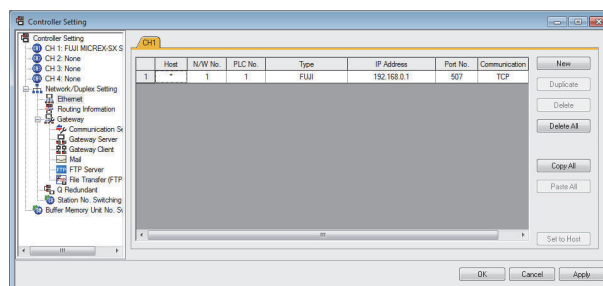 Controller Setting
Controller Setting
CH 1: FUJI MICREX-SX S
CH 2: None
CH 3: None
CH 4: None
Network/Duplex Setting
Ethernet
Routing Information
Gateway
Communication Se
Gateway Server
Gateway Client
Mail
FTP Server
File Transfer (FTP
Q Redundant
Station No. Switching
Buffer Memory Unit No. S
CH1
Host N/W No. PLC No. Type IP Address Port No. Communication
1 * 1 1 FUJI 192.168.0.1 507 TCP
New
Duplicate
Delete
Delete All
Copy All
Paste All
Set to Host
OK Cancel Apply